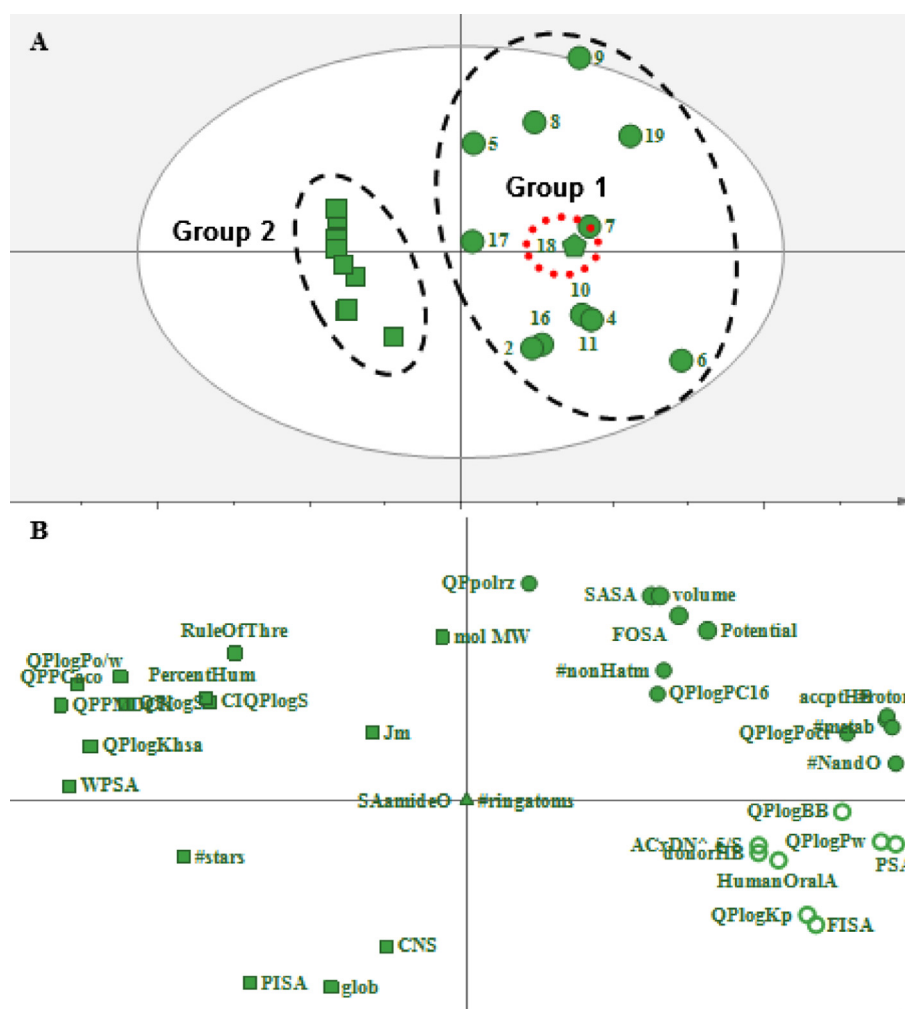 A
9
8
19
5
Group 1
7
Group 2
17
18
10
16
4
2
11
6
B
QPpolrz
SASA
volume
RuleOfThre
mol MW
FOSA
Potential
QPlogPo/w
PercentHum
#nonHatm
QPPCaco
QPlogS
CIQPlogS
QPlogPC16
QPlogKhsa
Jm
#metab
#NandO
WPSA
SAamideO
#ringatoms
QPlogBB
#stars
QPlogPw
donorHB
PSA
HumanOralA
QPlogKp
FISA
CNS
PISA
glob